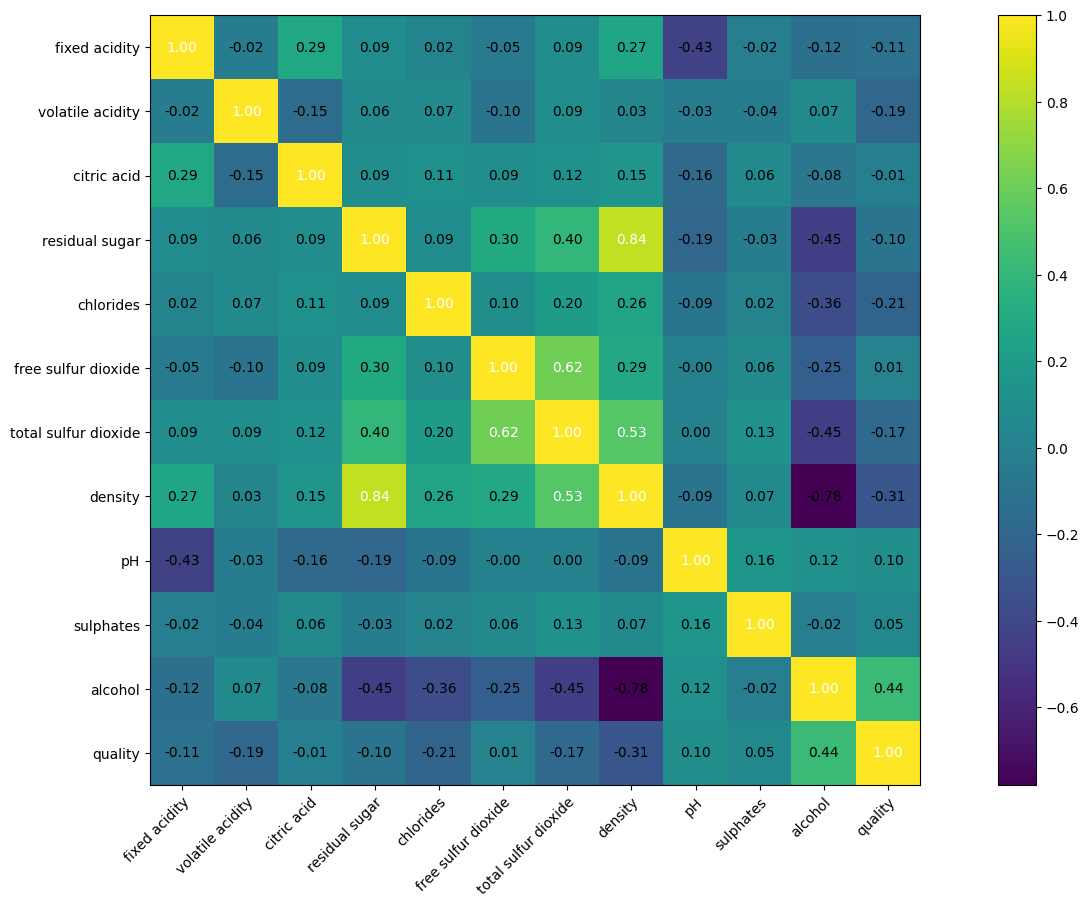 fixed acidity 1.00 -0.02 0.29 0.09 0.02 -0.05 0.09 0.27 -0.43 -0.02 -0.12 -0.11
volatile acidity -0.02 1.00 -0.15 0.06 0.07 -0.10 0.09 0.03 -0.03 -0.04 0.07 -0.19
citric acid 0.29 -0.15 1.00 0.09 0.11 0.09 0.12 0.15 -0.16 0.06 -0.08 -0.01
residual sugar 0.09 0.06 0.09 1.00 0.09 0.30 0.40 0.84 -0.19 -0.03 -0.45 -0.10
chlorides 0.02 0.07 0.11 0.09 1.00 0.10 0.20 0.26 -0.09 0.02 -0.36 -0.21
free sulfur dioxide -0.05 -0.10 0.09 0.30 0.10 1.00 0.62 0.29 -0.00 0.06 -0.25 0.01
total sulfur dioxide 0.09 0.09 0.12 0.40 0.20 0.62 1.00 0.53 0.00 0.13 -0.45 -0.17
density 0.27 0.03 0.15 0.84 0.26 0.29 0.53 1.00 -0.09 0.07 -0.78 -0.31
pH -0.43 -0.03 -0.16 -0.19 -0.09 -0.00 0.00 -0.09 1.00 0.16 0.12 0.10
sulphates -0.02 -0.04 0.06 -0.03 0.02 0.06 0.13 0.07 0.16 1.00 -0.02 0.05
alcohol -0.12 0.07 -0.08 -0.45 -0.36 -0.25 -0.45 -0.78 0.12 -0.02 1.00 0.44
quality -0.11 -0.19 -0.01 -0.10 -0.21 0.01 -0.17 -0.31 0.10 0.05 0.44 1.00
fixed acidity
volatile acidity
citric acid
residual sugar
chlorides
free sulfur dioxide
total sulfur dioxide
density
pH
sulphates
alcohol
quality
1.0
0.8
0.6
0.4
0.2
0.0
−0.2
−0.4
−0.6